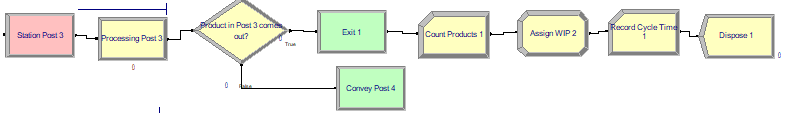 Station Post 3
Processing Post 3
0
Product in Post 3 comes
out?
0
True
0
False
Exit 1
Convey Post 4
Count Products 1
Assign WIP 2
Record Cycle Time
1
Dispose 1
0